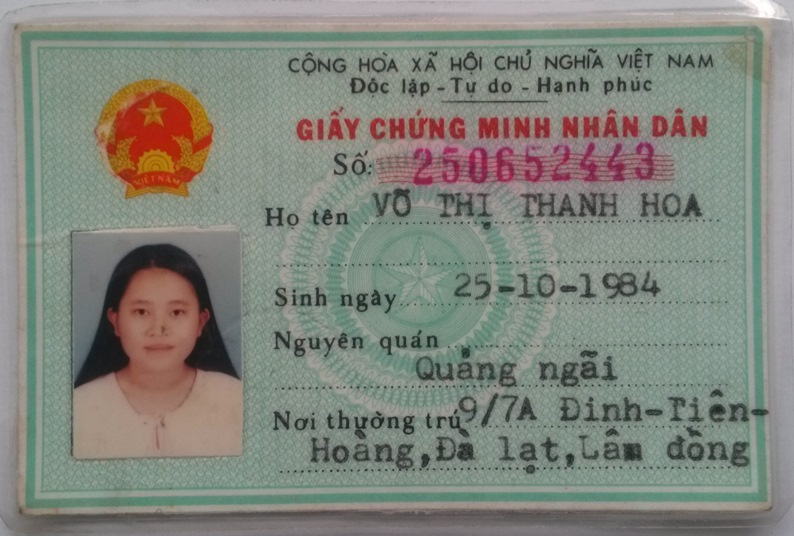 CỘNG HÒA XÃ HỘI CHỦ NGHĨA VIỆT NAM
Độc lập - Tự do - Hạnh phúc
GIẤY CHỨNG MINH NHÂN DÂN
Số: 250652443
Họ tên VÕ THỊ THANH HOA
Sinh ngày 25-10-1984
Nguyên quán
Quảng ngãi
Nơi thường trú 9/7A Đinh-Tiên-
Hoàng, Đà lạt, Lâm đồng
VIỆT NAM